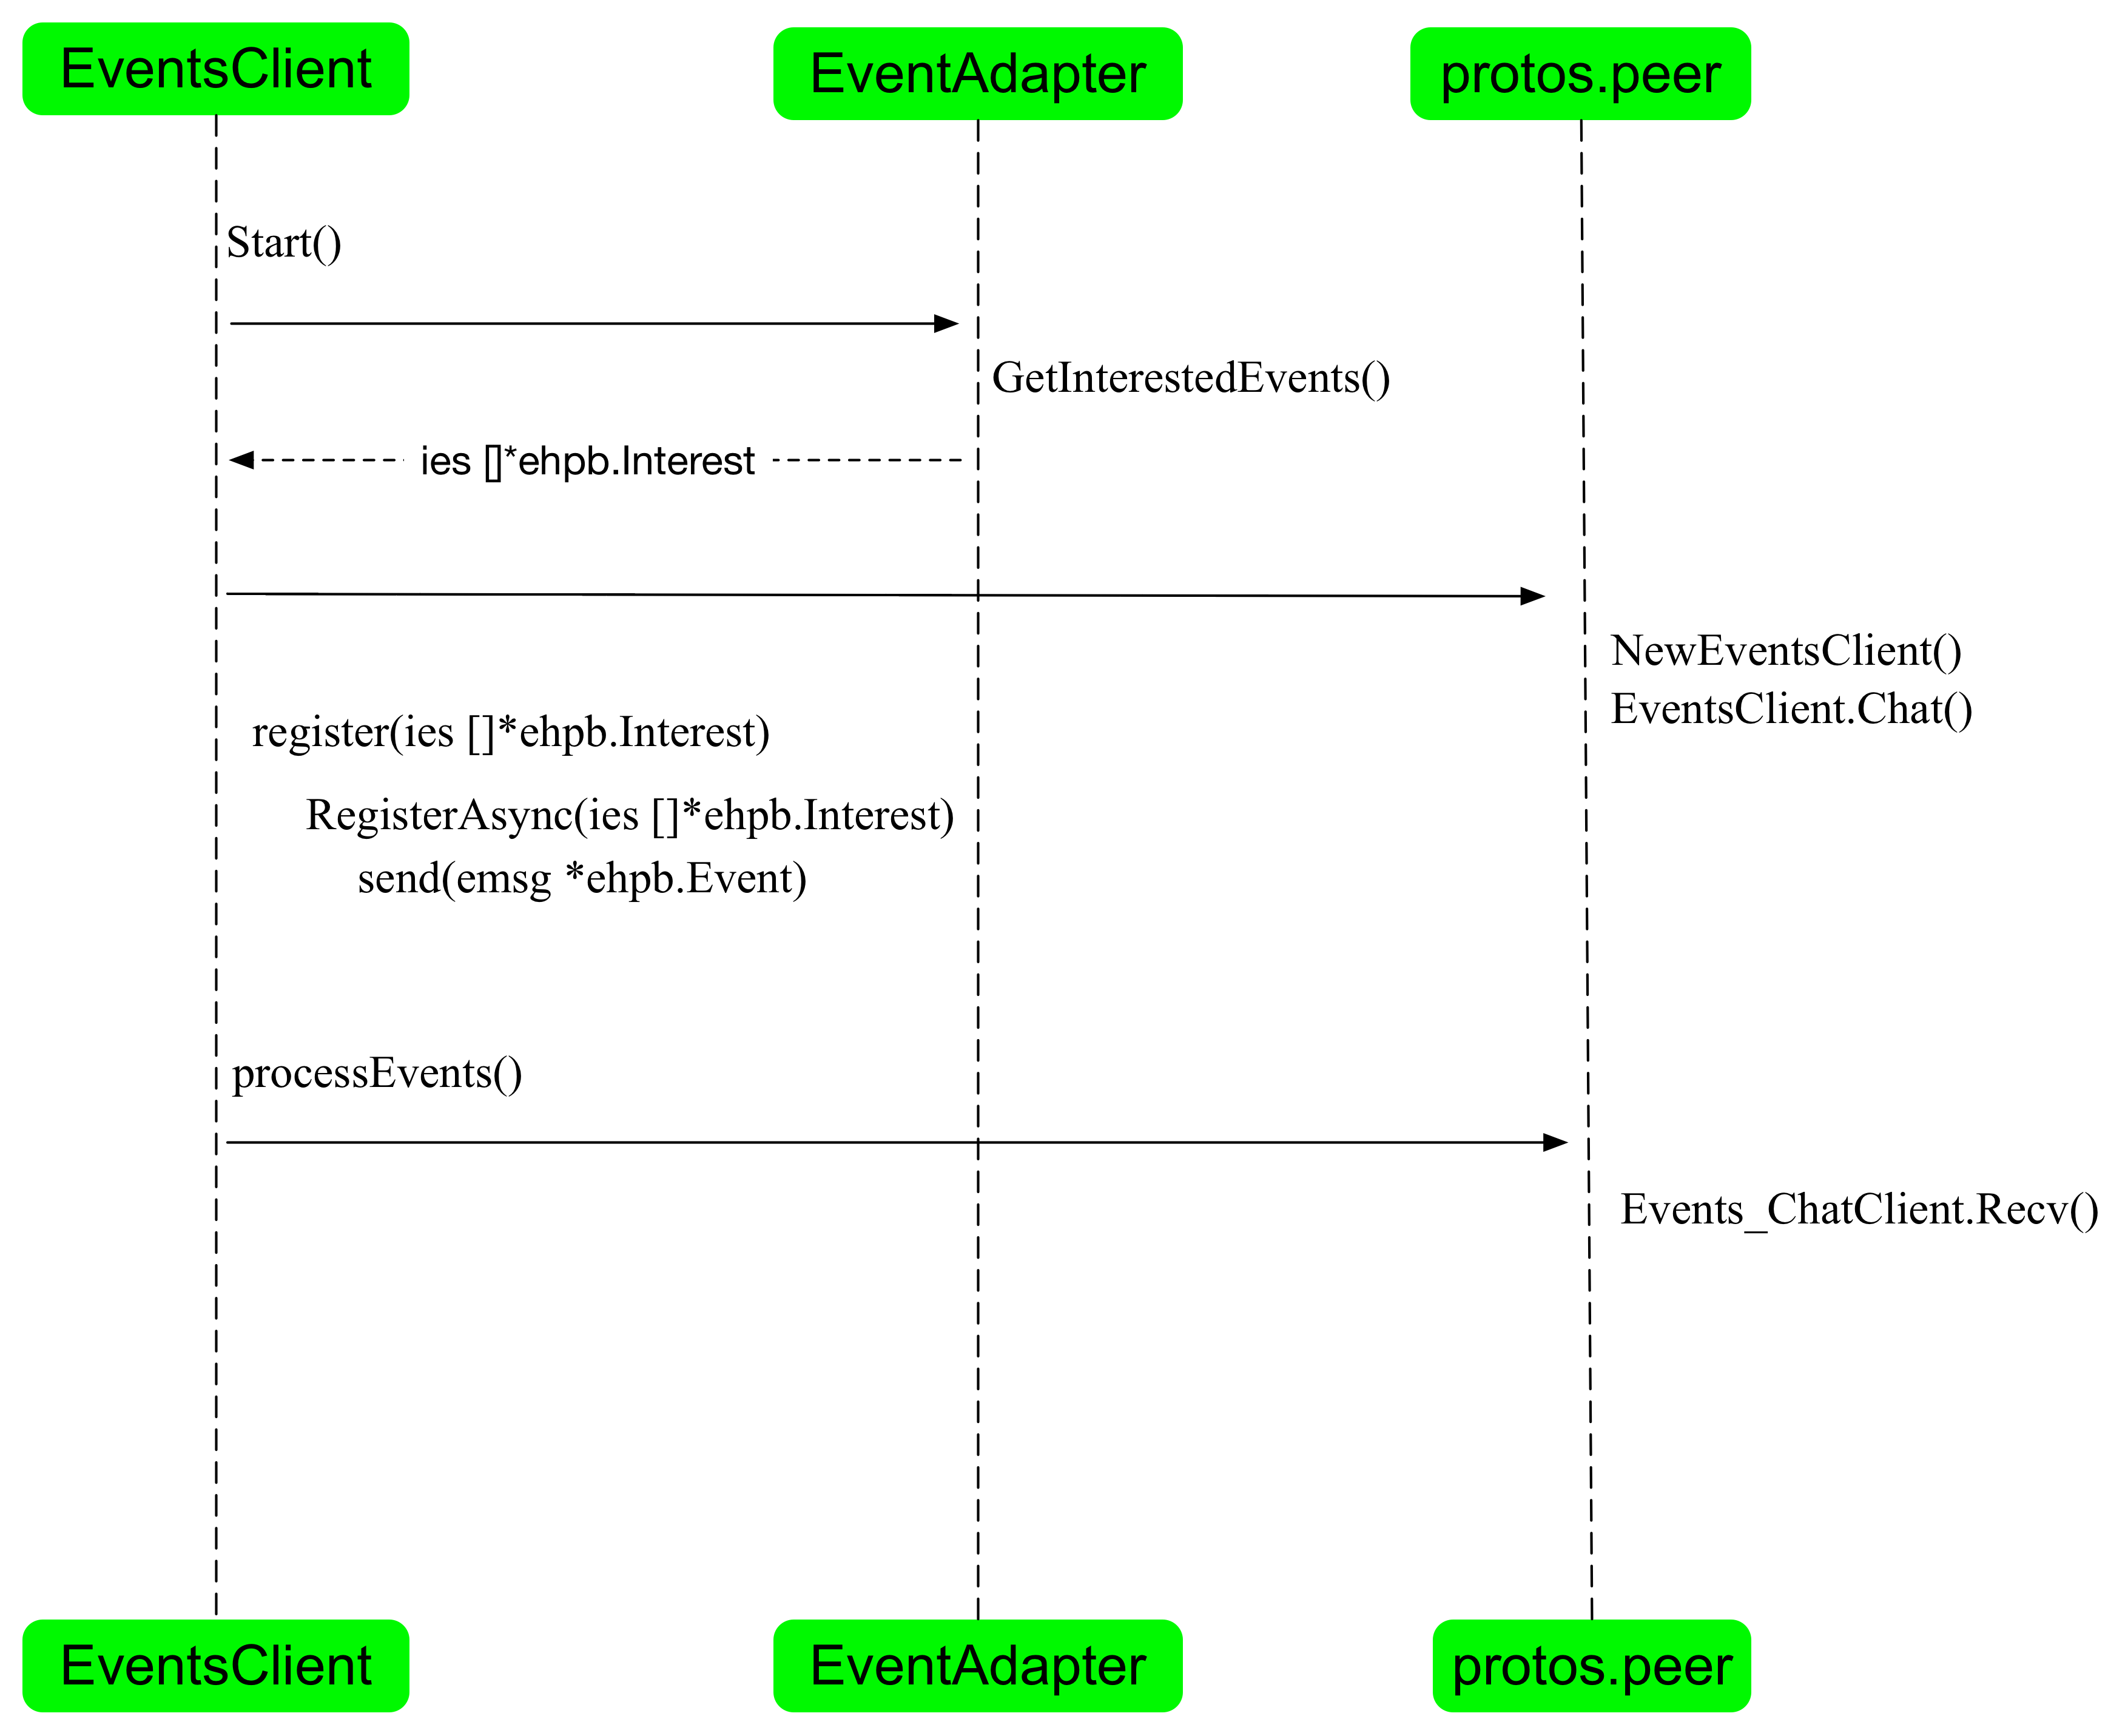 EventsClient
EventAdapter
protos.peer
Start()
GetInterestedEvents()
ies []*ehpb.Interest
NewEventsClient()
EventsClient.Chat()
register(ies []*ehpb.Interest)
RegisterAsync(ies []*ehpb.Interest)
send(emsg *ehpb.Event)
processEvents()
Events_ChatClient.Recv()
EventsClient
EventAdapter
protos.peer